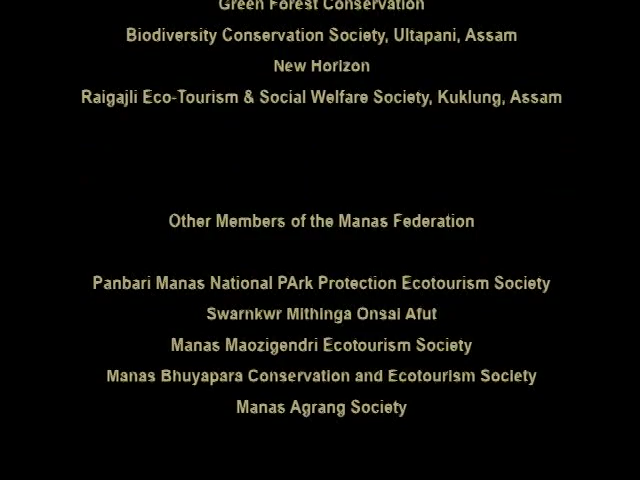 Green Forest Conservation
Biodiversity Conservation Society, Ultapani, Assam
New Horizon
Raigajli Eco-Tourism & Social Welfare Society, Kuklung, Assam
Other Members of the Manas Federation
Panbari Manas National PArk Protection Ecotourism Society
Swarnkwr Mithinga Onsai Afut
Manas Maozigendri Ecotourism Society
Manas Bhuyapara Conservation and Ecotourism Society
Manas Agrang Society